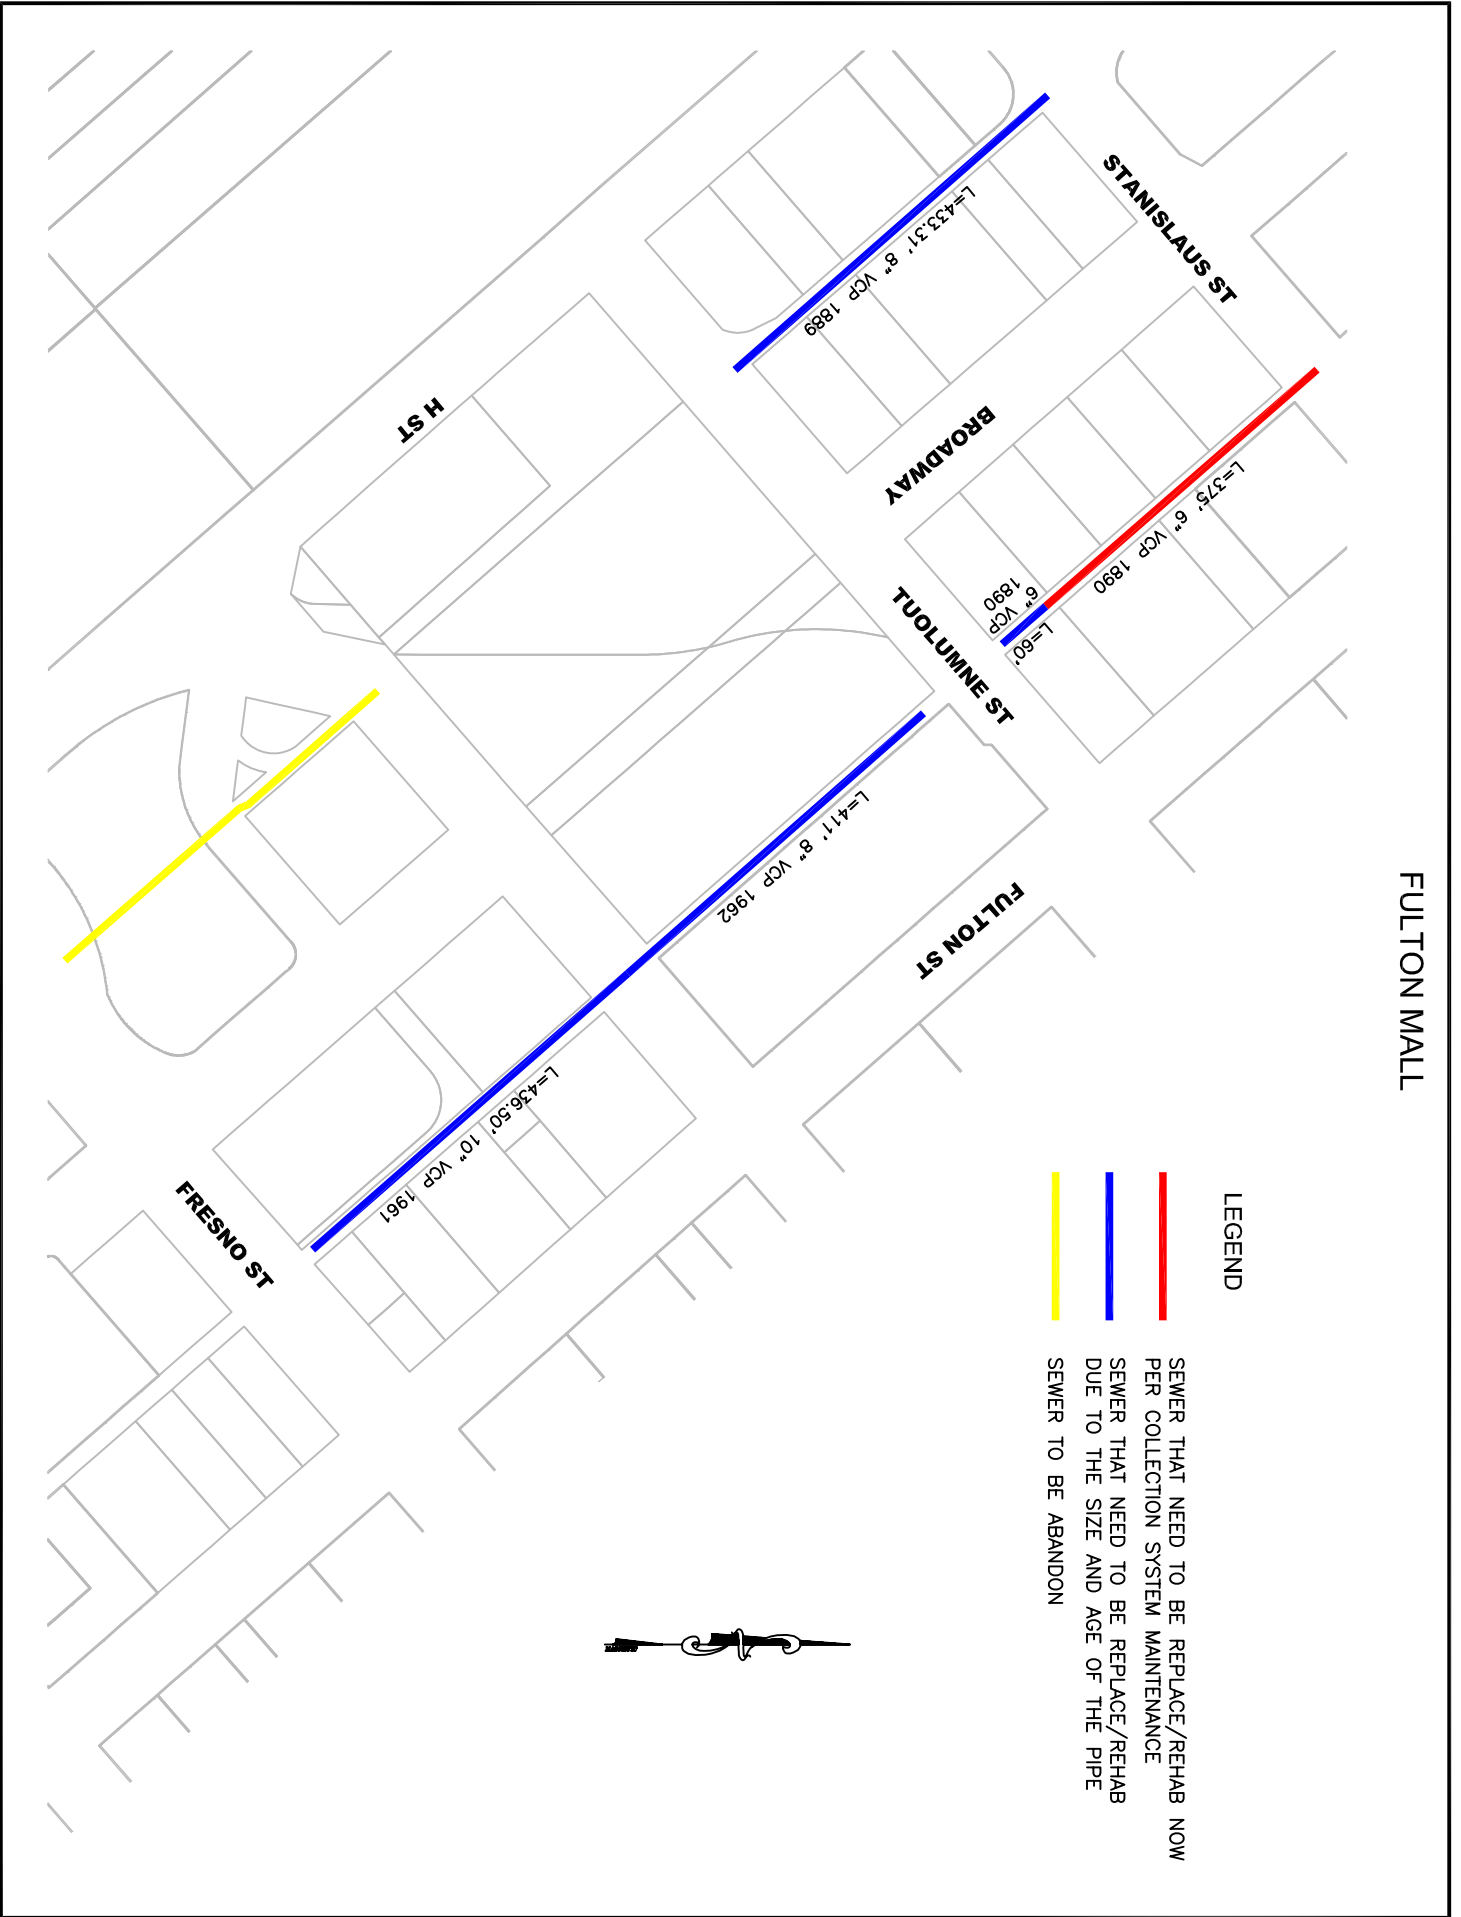 FULTON MALL
LEGEND
SEWER THAT NEED TO BE REPLACE/REHAB NOW
PER COLLECTION SYSTEM MAINTENANCE
SEWER THAT NEED TO BE REPLACE/REHAB
DUE TO THE SIZE AND AGE OF THE PIPE
SEWER TO BE ABANDON
STANISLAUS ST
L=433.31' 8" VCP 1889
BROADWAY
L=375' 6" VCP 1890
L=60'
6" VCP
1890
H ST
TUOLUMNE ST
L=411' 8" VCP 1962
FULTON ST
L=436.50' 10" VCP 1961
FRESNO ST